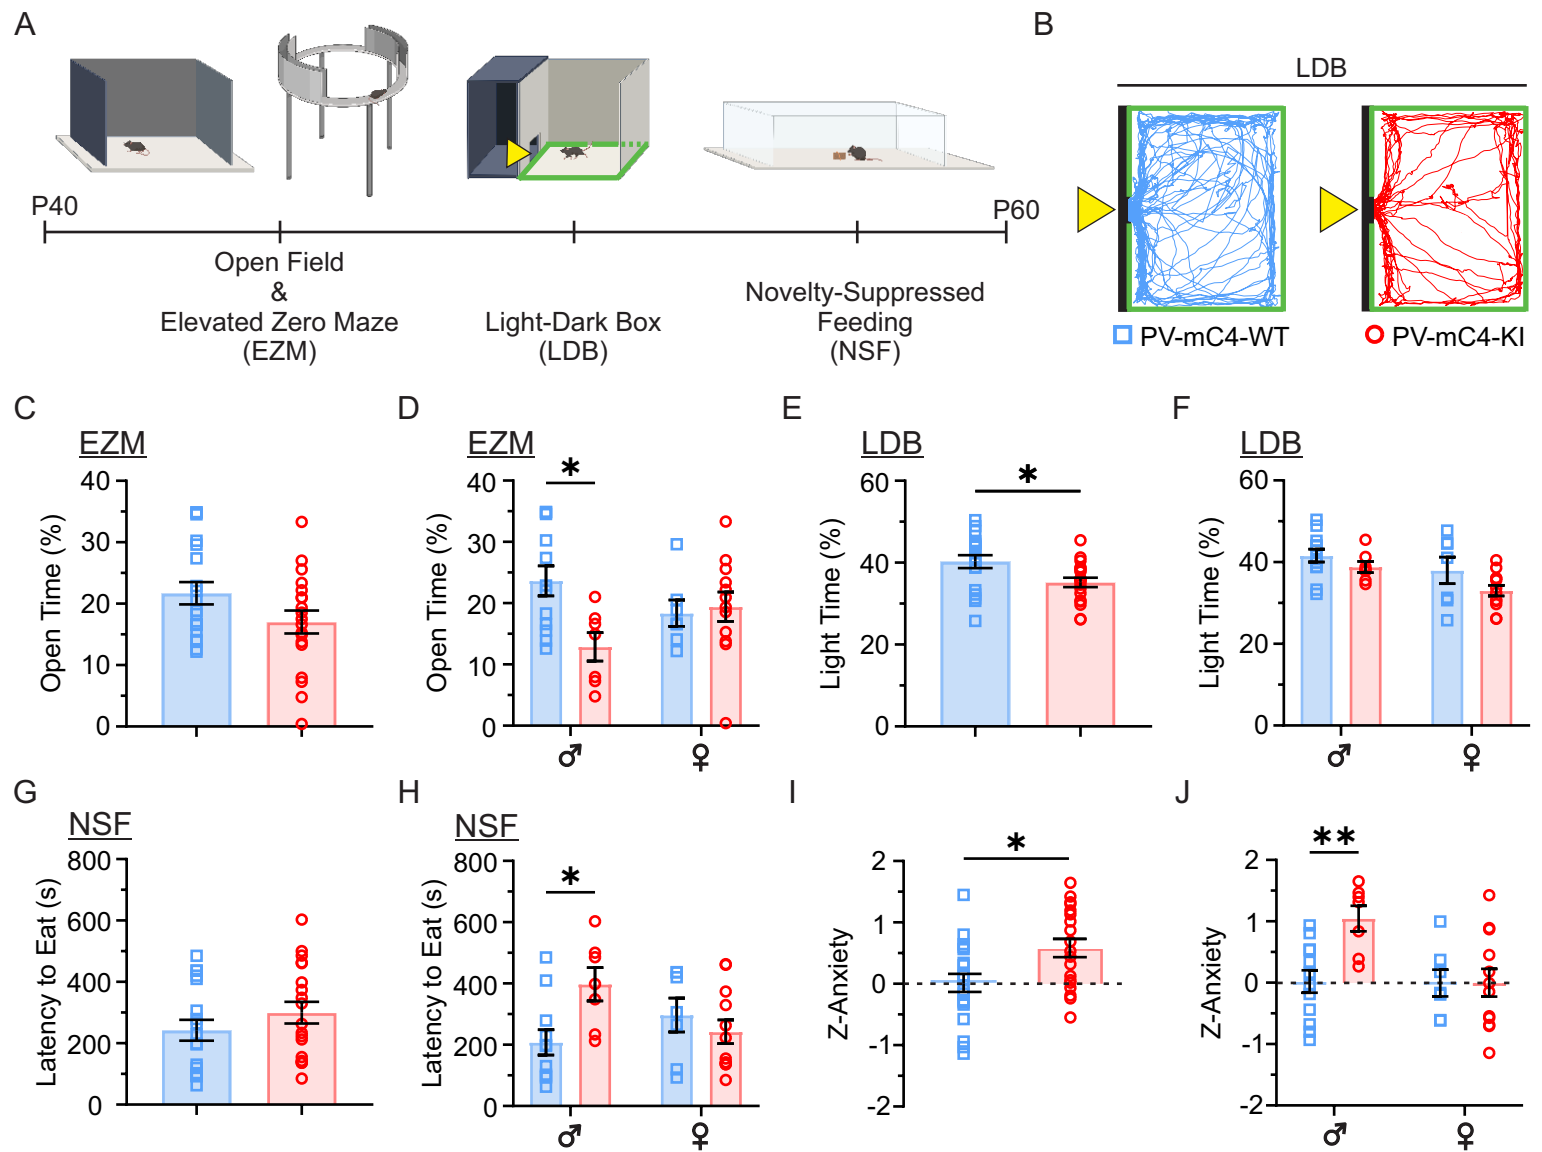 A
B
LDB
P40
P60
Open Field
&
Elevated Zero Maze
(EZM)
Light-Dark Box
(LDB)
Novelty-Suppressed
Feeding
(NSF)
PV-mC4-WT
PV-mC4-KI
C
EZM
Open Time (%)
40
30
20
10
0
D
EZM
*
Open Time (%)
40
30
20
10
0
♂ ♀
E
LDB
*
Light Time (%)
60
40
20
0
F
LDB
Light Time (%)
60
40
20
0
♂ ♀
G
NSF
Latency to Eat (s)
800
600
400
200
0
H
NSF
*
Latency to Eat (s)
800
600
400
200
0
♂ ♀
I
*
Z-Anxiety
2
1
0
-1
-2
J
**
Z-Anxiety
2
1
0
-1
-2
♂ ♀